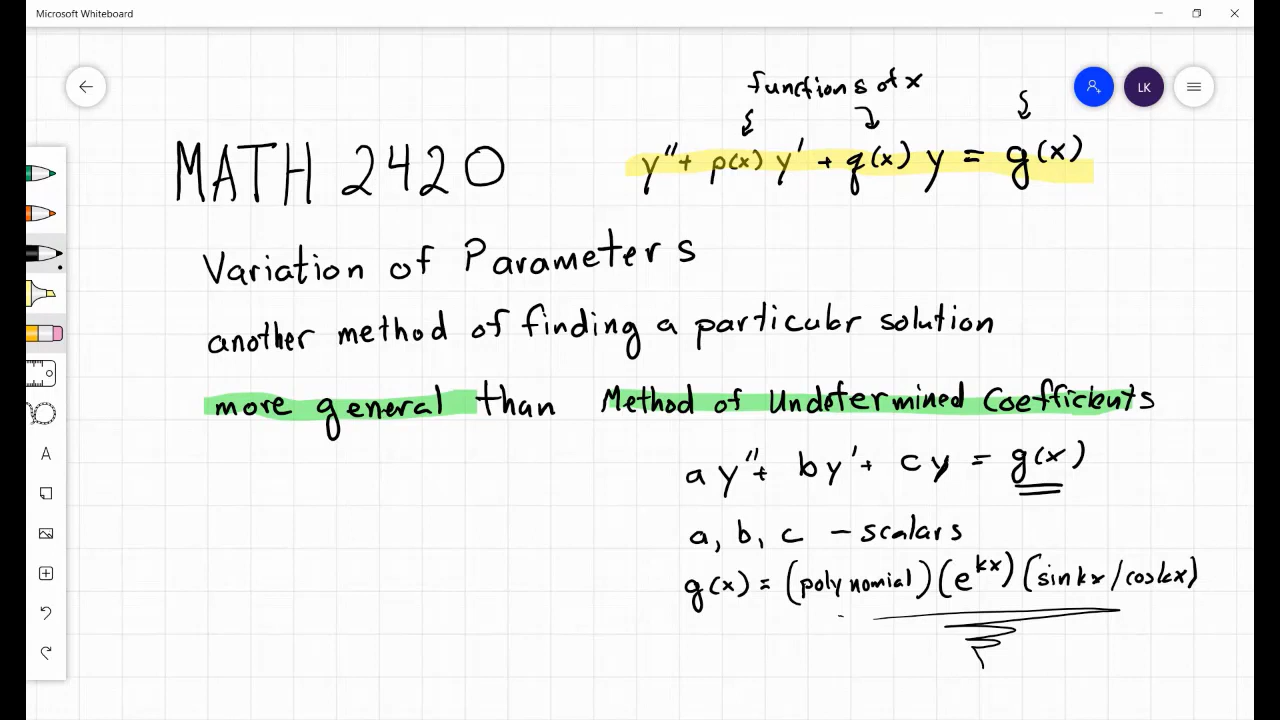 Microsoft Whiteboard
functions of x
LK
MATH 2420
y'' + p(x) y' + q(x) y = g(x)
Variation of Parameters
another method of finding a particular solution
more general than Method of Undetermined Coefficients
a y'' + b y' + c y = g(x)
a, b, c - scalars
g(x) = (polynomial)(e^{kx})(sin kx / cos kx)
A